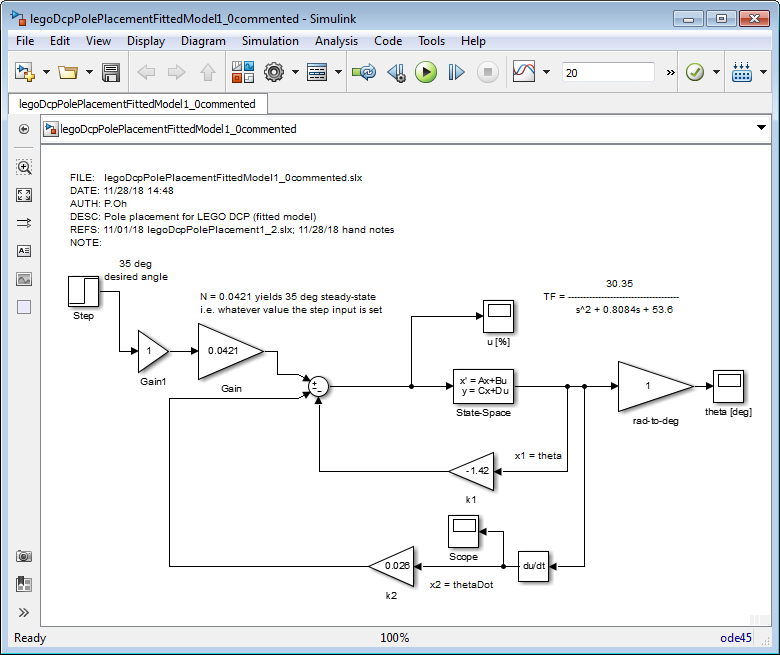 legoDcpPolePlacementFittedModel1_0commented - Simulink
File Edit View Display Diagram Simulation Analysis Code Tools Help
20
»
legoDcpPolePlacementFittedModel1_0commented
legoDcpPolePlacementFittedModel1_0commented
FILE: legoDcpPolePlacementFittedModel1_0commented.slx
DATE: 11/28/18 14:48
AUTH: P.Oh
DESC: Pole placement for LEGO DCP (fitted model)
REFS: 11/01/18 legoDcpPolePlacement1_2.slx; 11/28/18 hand notes
NOTE:
35 deg
desired angle
Step
1
Gain1
N = 0.0421 yields 35 deg steady-state
i.e. whatever value the step input is set
0.0421
Gain
+
-
-
u [%]
30.35
TF = ------------------------------------
s^2 + 0.8084s + 53.6
x' = Ax+Bu
y = Cx+Du
State-Space
1
rad-to-deg
theta [deg]
x1 = theta
-1.42
k1
Scope
du/dt
0.026
x2 = thetaDot
k2
A≡
»
Ready
100%
ode45